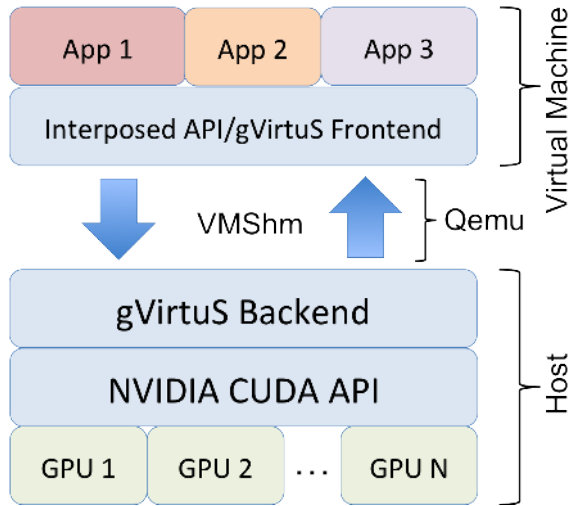 App 1
App 2
App 3
Interposed API/gVirtuS Frontend
Virtual Machine
VMShm
Qemu
gVirtuS Backend
NVIDIA CUDA API
GPU 1
GPU 2
...
GPU N
Host